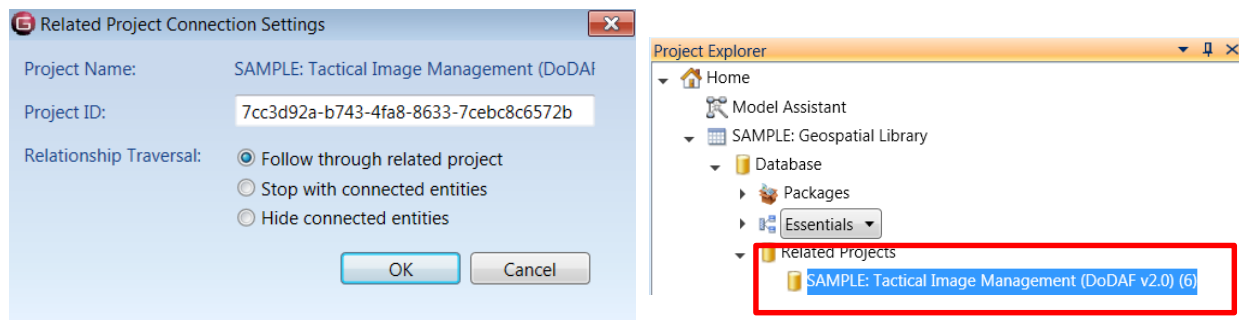 Related Project Connection Settings
Project Name: SAMPLE: Tactical Image Management (DoDAF
Project ID: 7cc3d92a-b743-4fa8-8633-7cebc8c6572b
Relationship Traversal: Follow through related project
Stop with connected entities
Hide connected entities
OK Cancel
Project Explorer
Home
Model Assistant
SAMPLE: Geospatial Library
Database
Packages
Essentials
Related Projects
SAMPLE: Tactical Image Management (DoDAF v2.0) (6)